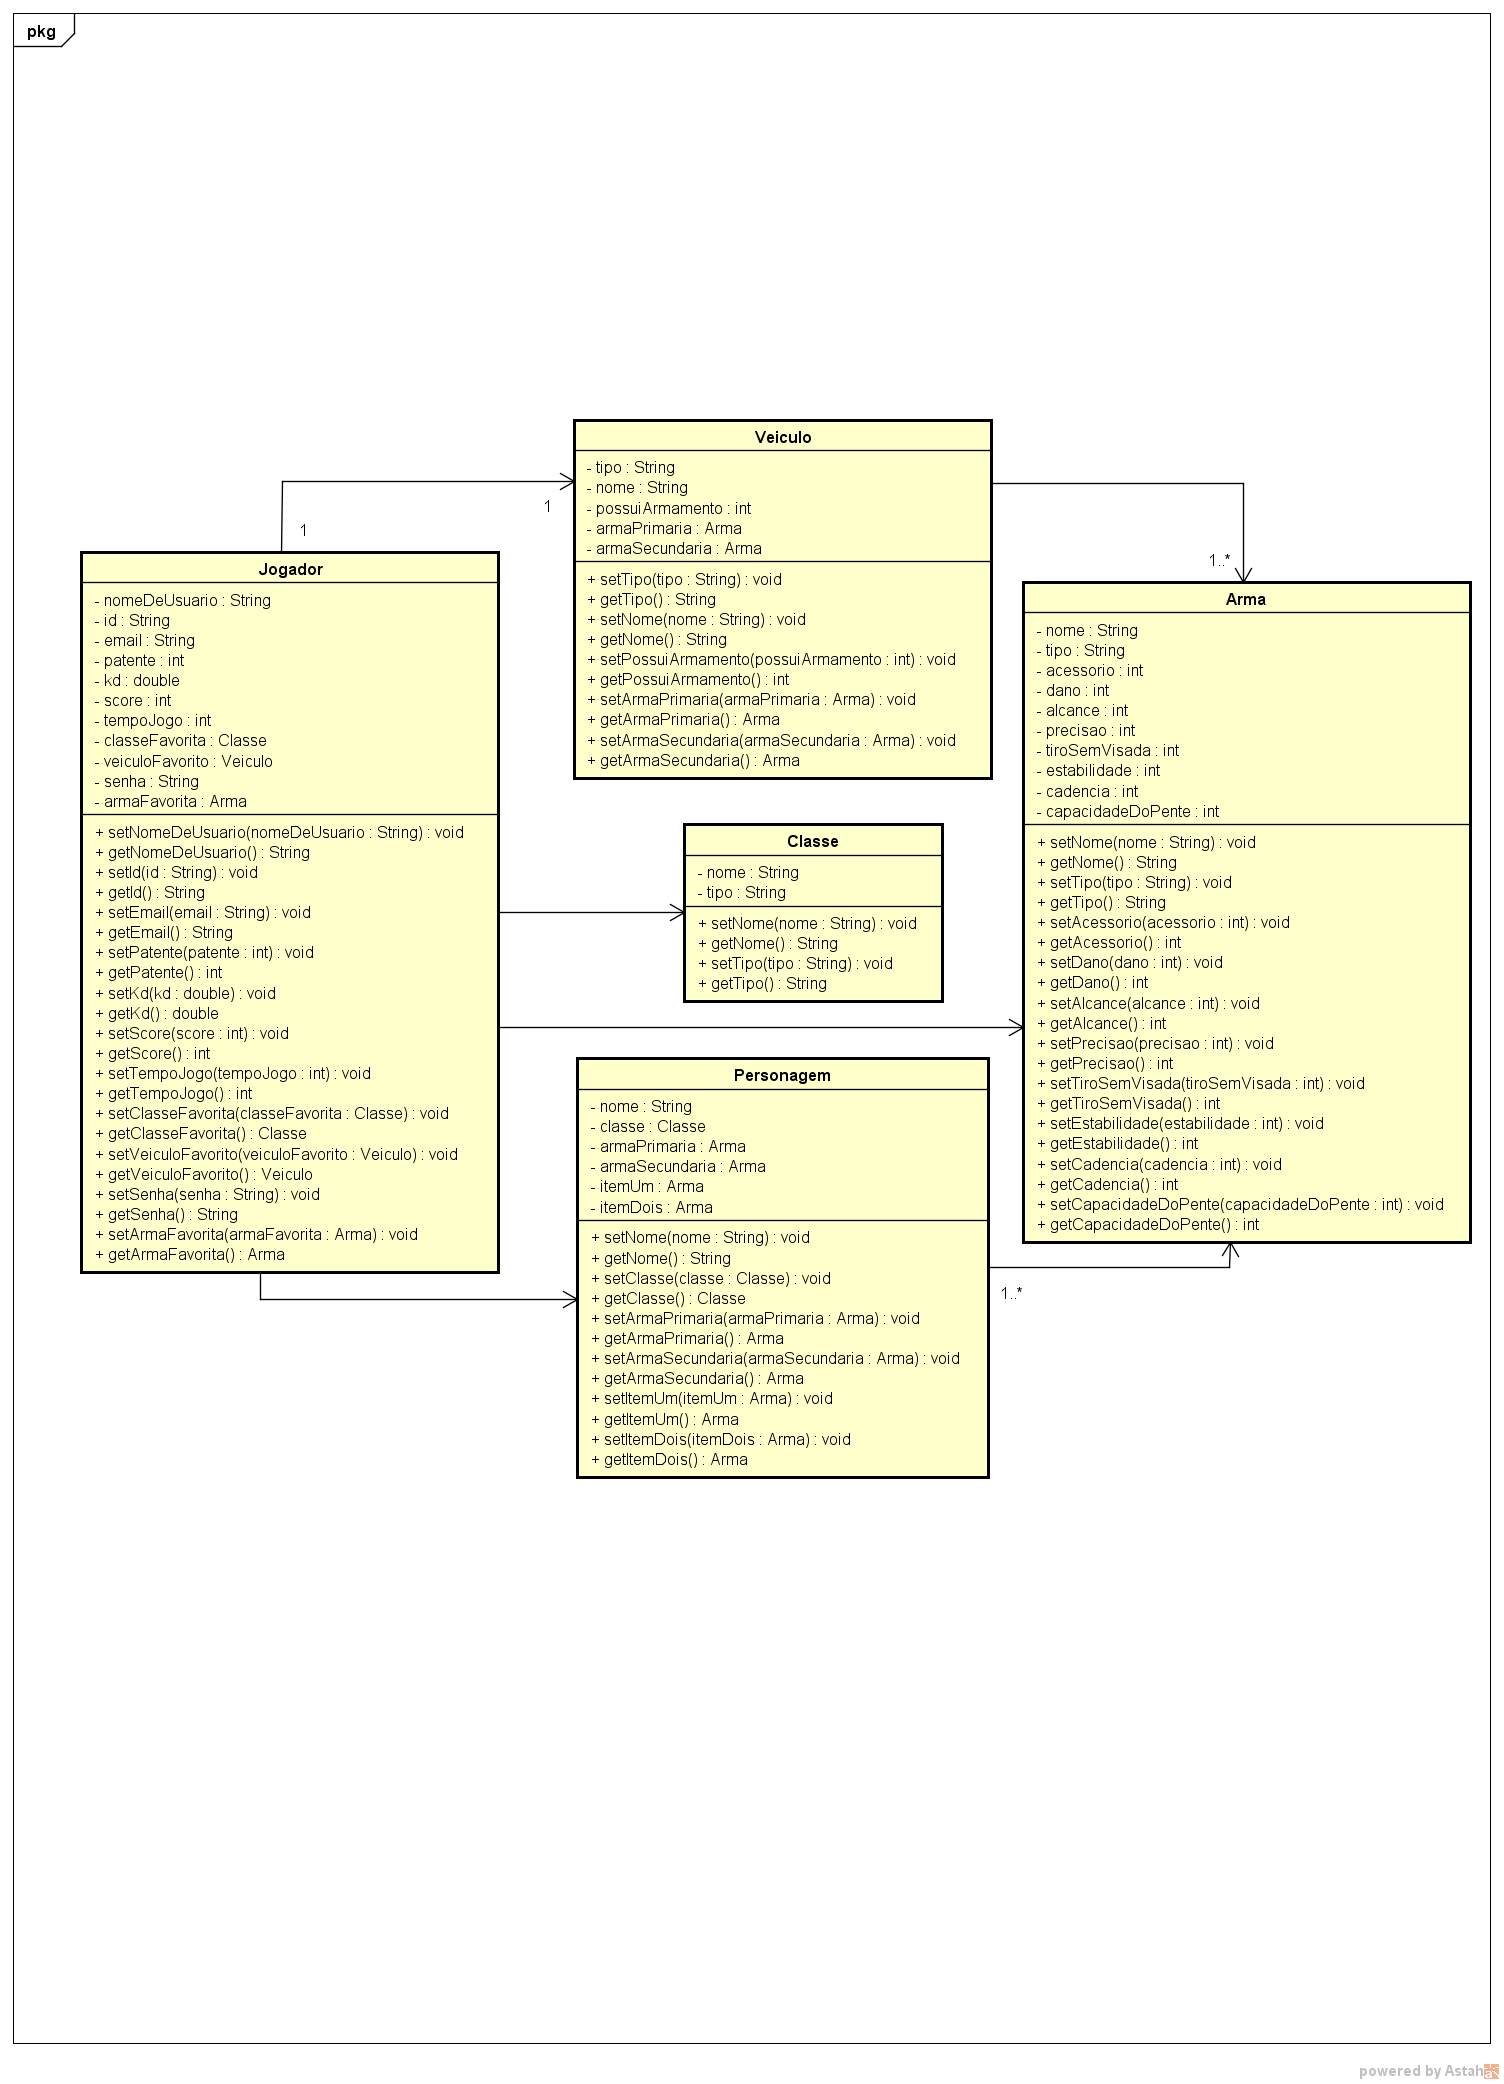 pkg
Veiculo
- tipo : String
- nome : String
- possuiArmamento : int
- armaPrimaria : Arma
- armaSecundaria : Arma
+ setTipo(tipo : String) : void
+ getTipo() : String
+ setNome(nome : String) : void
+ getNome() : String
+ setPossuiArmamento(possuiArmamento : int) : void
+ getPossuiArmamento() : int
+ setArmaPrimaria(armaPrimaria : Arma) : void
+ getArmaPrimaria() : Arma
+ setArmaSecundaria(armaSecundaria : Arma) : void
+ getArmaSecundaria() : Arma
1
1
1..*
Jogador
- nomeDeUsuario : String
- id : String
- email : String
- patente : int
- kd : double
- score : int
- tempoJogo : int
- classeFavorita : Classe
- veiculoFavorito : Veiculo
- senha : String
- armaFavorita : Arma
+ setNomeDeUsuario(nomeDeUsuario : String) : void
+ getNomeDeUsuario() : String
+ setId(id : String) : void
+ getId() : String
+ setEmail(email : String) : void
+ getEmail() : String
+ setPatente(patente : int) : void
+ getPatente() : int
+ setKd(kd : double) : void
+ getKd() : double
+ setScore(score : int) : void
+ getScore() : int
+ setTempoJogo(tempoJogo : int) : void
+ getTempoJogo() : int
+ setClasseFavorita(classeFavorita : Classe) : void
+ getClasseFavorita() : Classe
+ setVeiculoFavorito(veiculoFavorito : Veiculo) : void
+ getVeiculoFavorito() : Veiculo
+ setSenha(senha : String) : void
+ getSenha() : String
+ setArmaFavorita(armaFavorita : Arma) : void
+ getArmaFavorita() : Arma
Arma
- nome : String
- tipo : String
- acessorio : int
- dano : int
- alcance : int
- precisao : int
- tiroSemVisada : int
- estabilidade : int
- cadencia : int
- capacidadeDoPente : int
+ setNome(nome : String) : void
+ getNome() : String
+ setTipo(tipo : String) : void
+ getTipo() : String
+ setAcessorio(acessorio : int) : void
+ getAcessorio() : int
+ setDano(dano : int) : void
+ getDano() : int
+ setAlcance(alcance : int) : void
+ getAlcance() : int
+ setPrecisao(precisao : int) : void
+ getPrecisao() : int
+ setTiroSemVisada(tiroSemVisada : int) : void
+ getTiroSemVisada() : int
+ setEstabilidade(estabilidade : int) : void
+ getEstabilidade() : int
+ setCadencia(cadencia : int) : void
+ getCadencia() : int
+ setCapacidadeDoPente(capacidadeDoPente : int) : void
+ getCapacidadeDoPente() : int
Classe
- nome : String
- tipo : String
+ setNome(nome : String) : void
+ getNome() : String
+ setTipo(tipo : String) : void
+ getTipo() : String
Personagem
- nome : String
- classe : Classe
- armaPrimaria : Arma
- armaSecundaria : Arma
- itemUm : Arma
- itemDois : Arma
+ setNome(nome : String) : void
+ getNome() : String
+ setClasse(classe : Classe) : void
+ getClasse() : Classe
+ setArmaPrimaria(armaPrimaria : Arma) : void
+ getArmaPrimaria() : Arma
+ setArmaSecundaria(armaSecundaria : Arma) : void
+ getArmaSecundaria() : Arma
+ setItemUm(itemUm : Arma) : void
+ getItemUm() : Arma
+ setItemDois(itemDois : Arma) : void
+ getItemDois() : Arma
1..*
powered by Astah